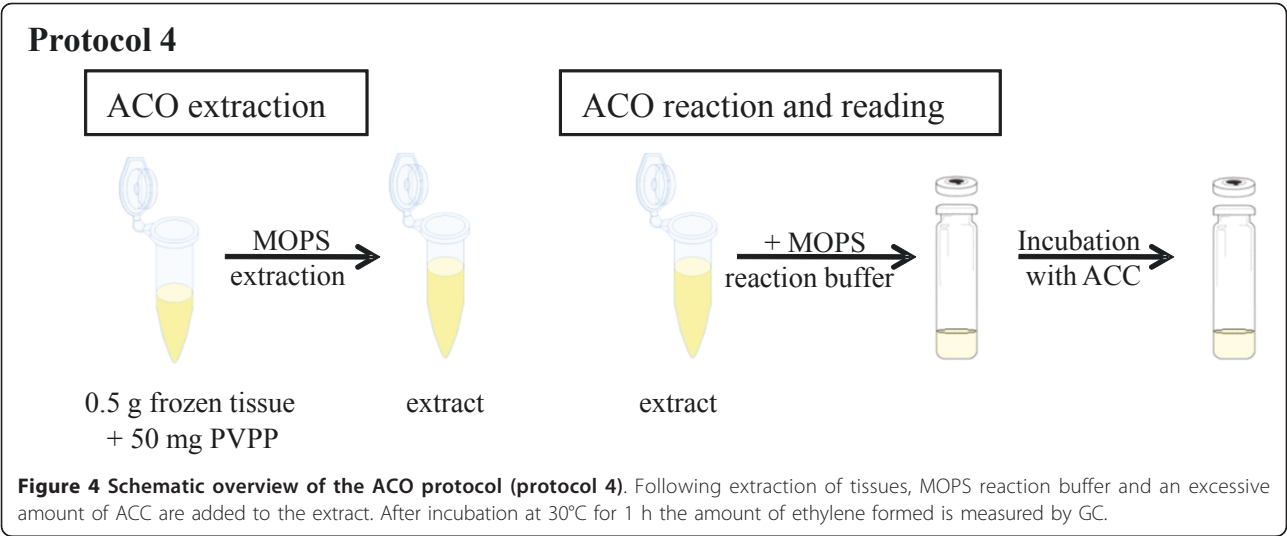 Protocol 4
ACO extraction
ACO reaction and reading
MOPS
extraction
+ MOPS
reaction buffer
Incubation
with ACC
0.5 g frozen tissue
+ 50 mg PVPP
extract
extract
Figure 4 Schematic overview of the ACO protocol (protocol 4). Following extraction of tissues, MOPS reaction buffer and an excessive
amount of ACC are added to the extract. After incubation at 30°C for 1 h the amount of ethylene formed is measured by GC.